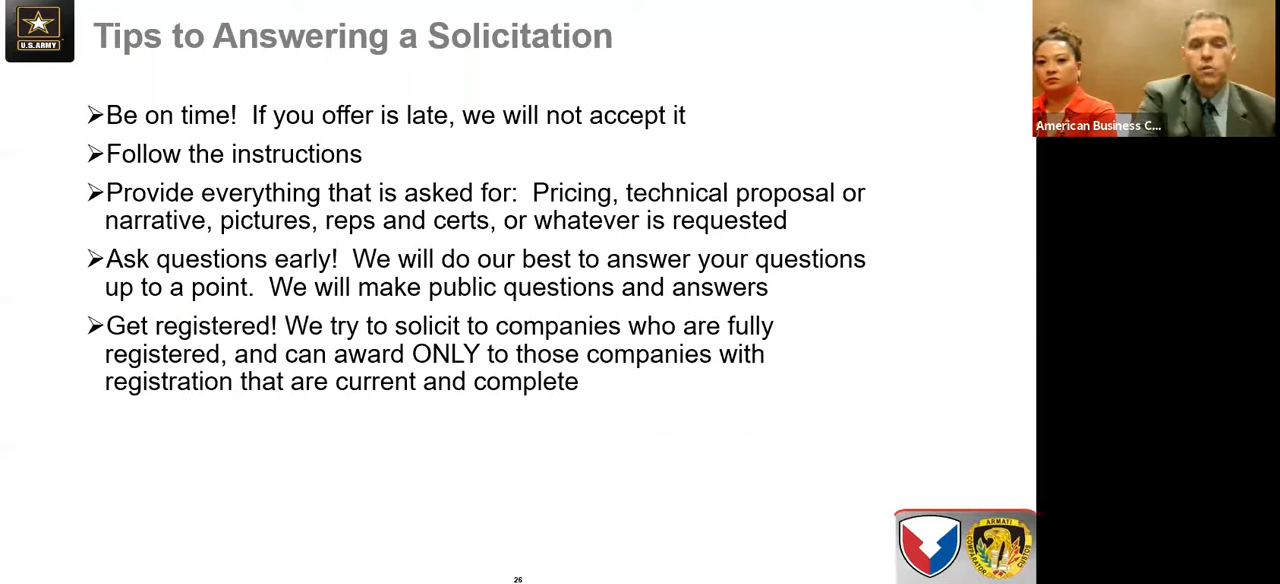 U.S.ARMY
Tips to Answering a Solicitation
➢Be on time!  If you offer is late, we will not accept it
➢Follow the instructions
➢Provide everything that is asked for:  Pricing, technical proposal or
narrative, pictures, reps and certs, or whatever is requested
➢Ask questions early!  We will do our best to answer your questions
up to a point.  We will make public questions and answers
➢Get registered! We try to solicit to companies who are fully
registered, and can award ONLY to those companies with
registration that are current and complete
American Business C...
ARMATI
COMPARATOR
CUSTOS
26